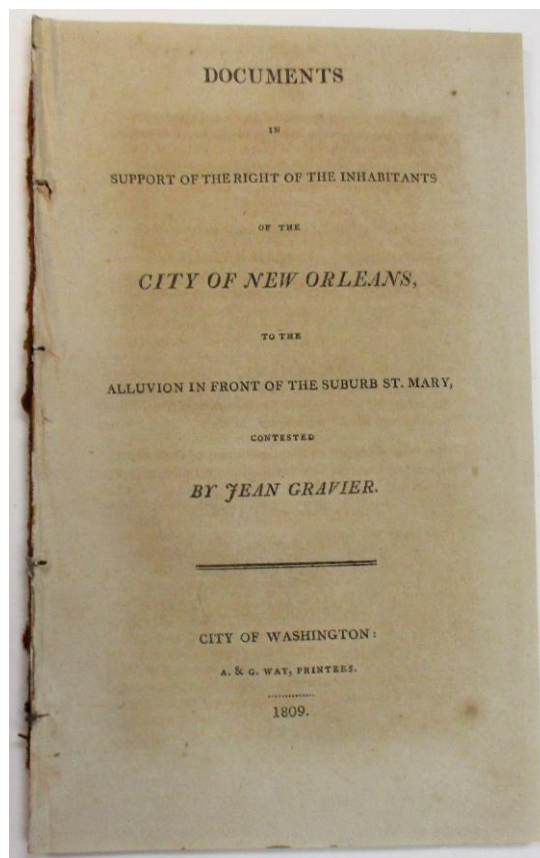 DOCUMENTS
IN
SUPPORT OF THE RIGHT OF THE INHABITANTS
OF THE
CITY OF NEW ORLEANS,
TO THE
ALLUVION IN FRONT OF THE SUBURB ST. MARY,
CONTESTED
BY JEAN GRAVIER.
CITY OF WASHINGTON:
A. & G. WAY, PRINTERS.
1809.